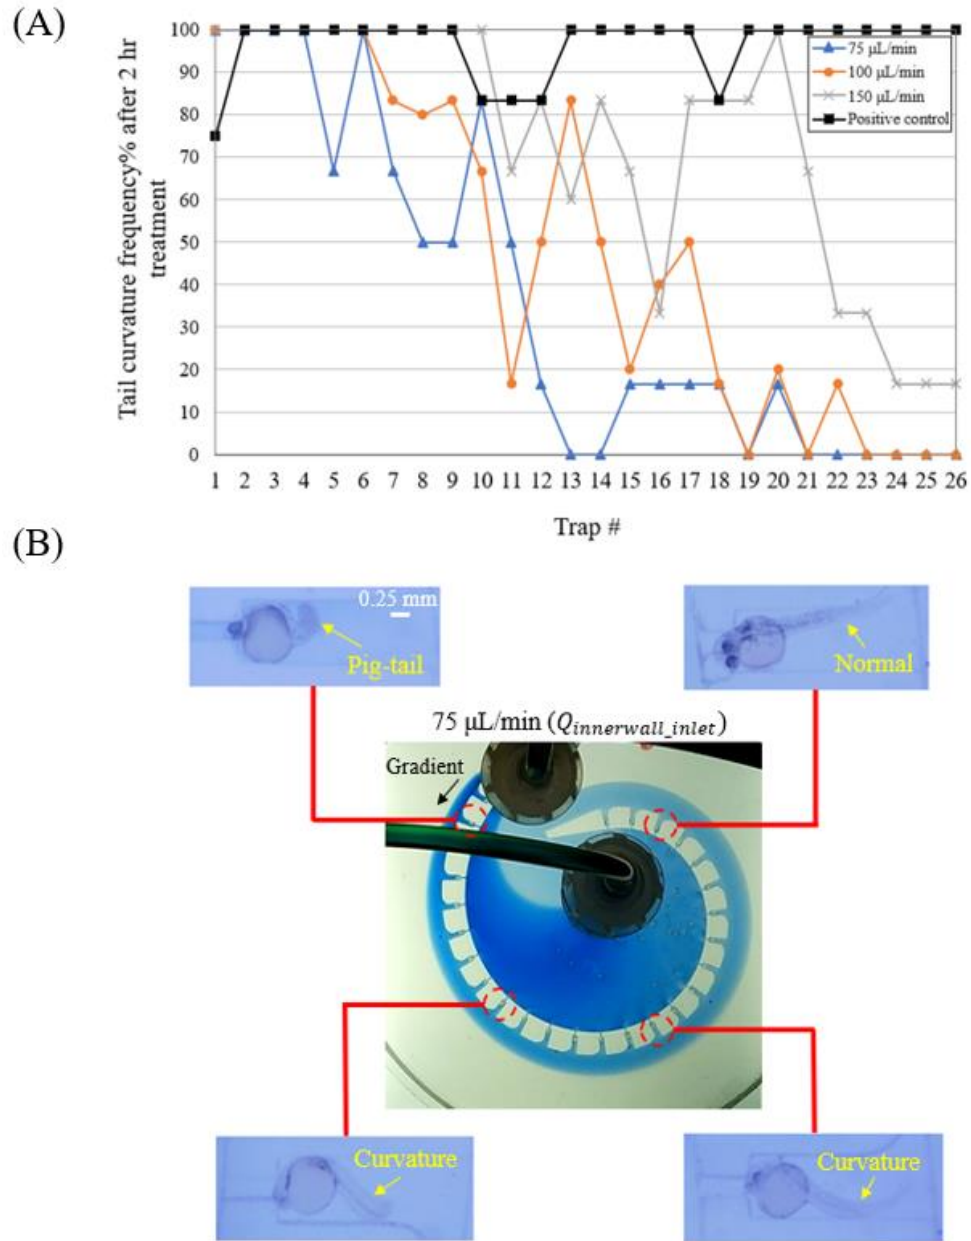 (A)
Tail curvature frequency% after 2 hr
treatment
100
90
80
70
60
50
40
30
20
10
0
75 μL/min
100 μL/min
150 μL/min
Positive control
1 2 3 4 5 6 7 8 9 10 11 12 13 14 15 16 17 18 19 20 21 22 23 24 25 26
Trap #
(B)
0.25 mm
Pig-tail
Normal
75 μL/min (Qinnerwall_inlet)
Gradient
Curvature
Curvature